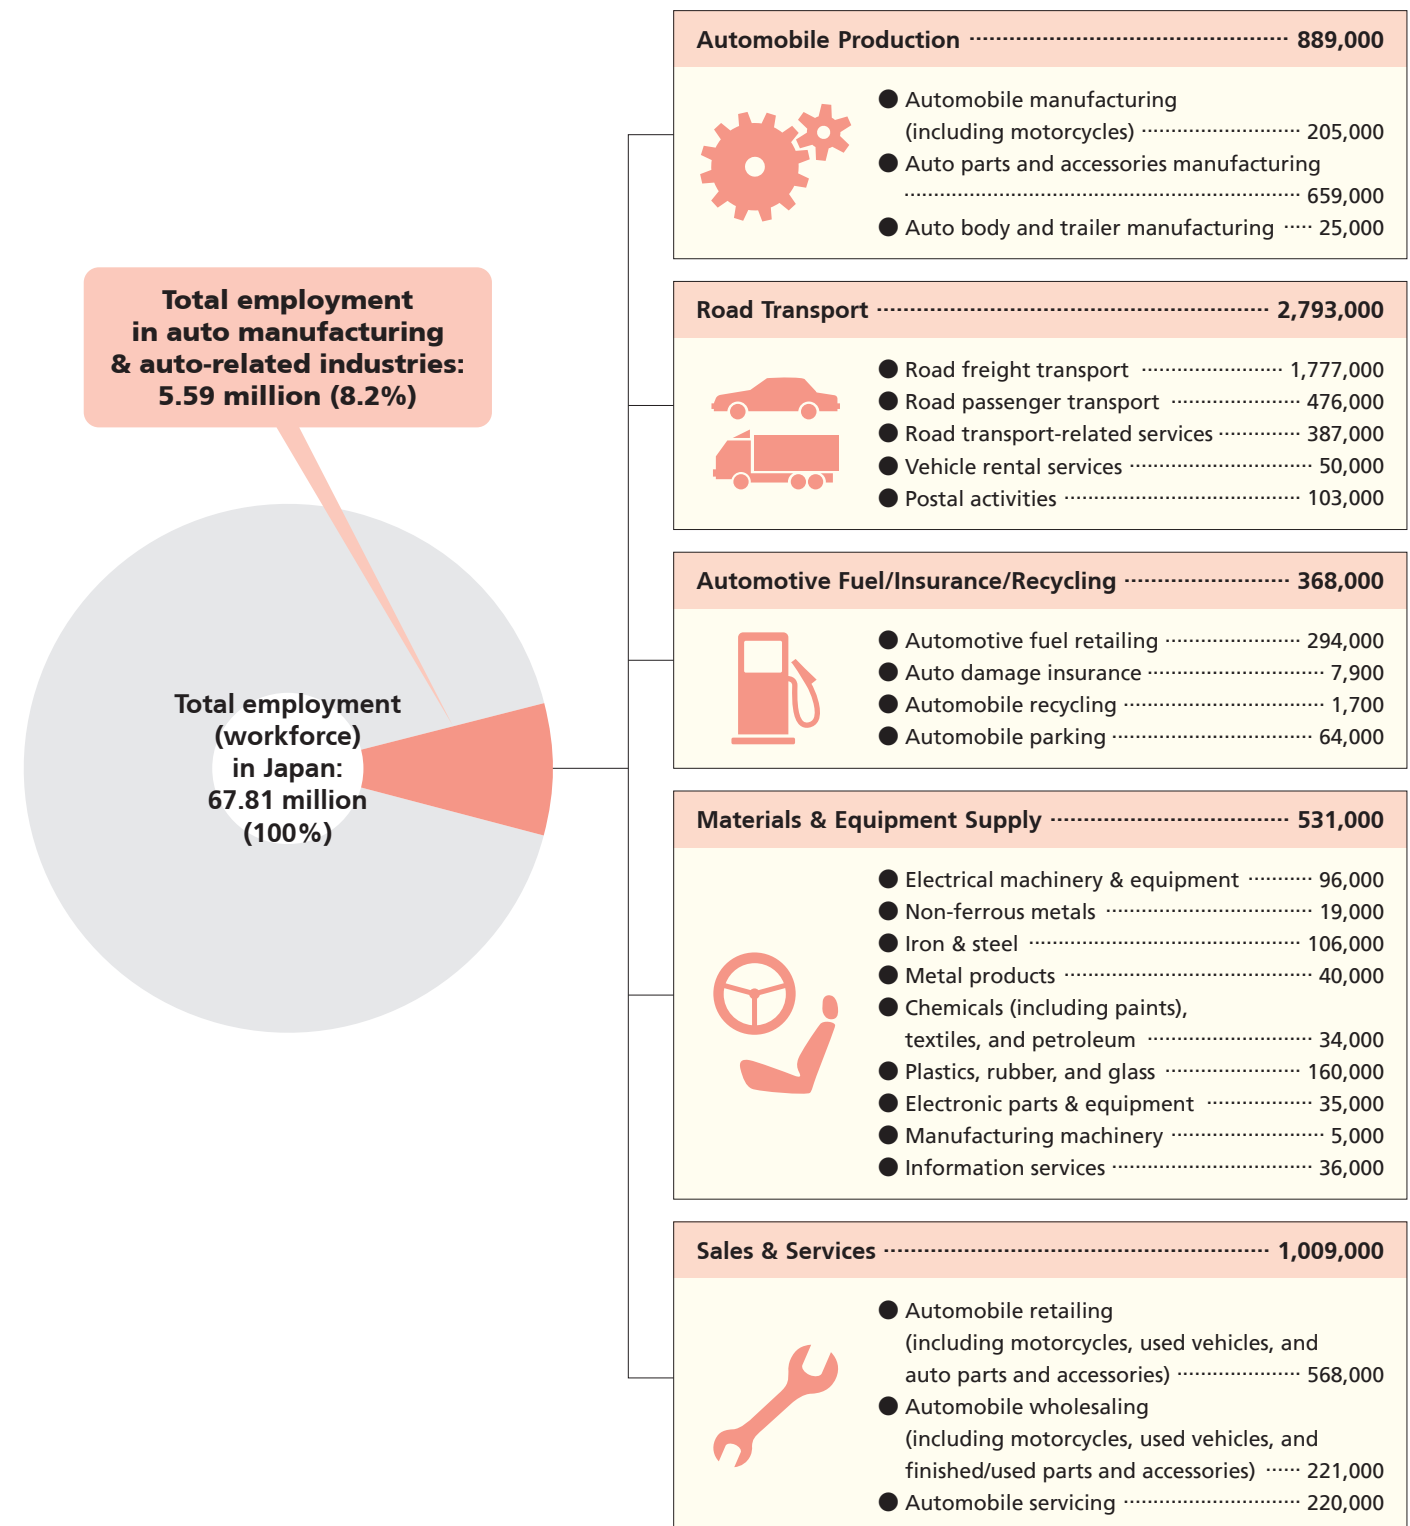 Total employment
in auto manufacturing
& auto-related industries:
5.59 million (8.2%)
Total employment
(workforce)
in Japan:
67.81 million
(100%)
Automobile Production 889,000
● Automobile manufacturing
(including motorcycles) 205,000
● Auto parts and accessories manufacturing
659,000
● Auto body and trailer manufacturing 25,000
Road Transport 2,793,000
● Road freight transport 1,777,000
● Road passenger transport 476,000
● Road transport-related services 387,000
● Vehicle rental services 50,000
● Postal activities 103,000
Automotive Fuel/Insurance/Recycling 368,000
● Automotive fuel retailing 294,000
● Auto damage insurance 7,900
● Automobile recycling 1,700
● Automobile parking 64,000
Materials & Equipment Supply 531,000
● Electrical machinery & equipment 96,000
● Non-ferrous metals 19,000
● Iron & steel 106,000
● Metal products 40,000
● Chemicals (including paints),
textiles, and petroleum 34,000
● Plastics, rubber, and glass 160,000
● Electronic parts & equipment 35,000
● Manufacturing machinery 5,000
● Information services 36,000
Sales & Services 1,009,000
● Automobile retailing
(including motorcycles, used vehicles, and
auto parts and accessories) 568,000
● Automobile wholesaling
(including motorcycles, used vehicles, and
finished/used parts and accessories) 221,000
● Automobile servicing 220,000